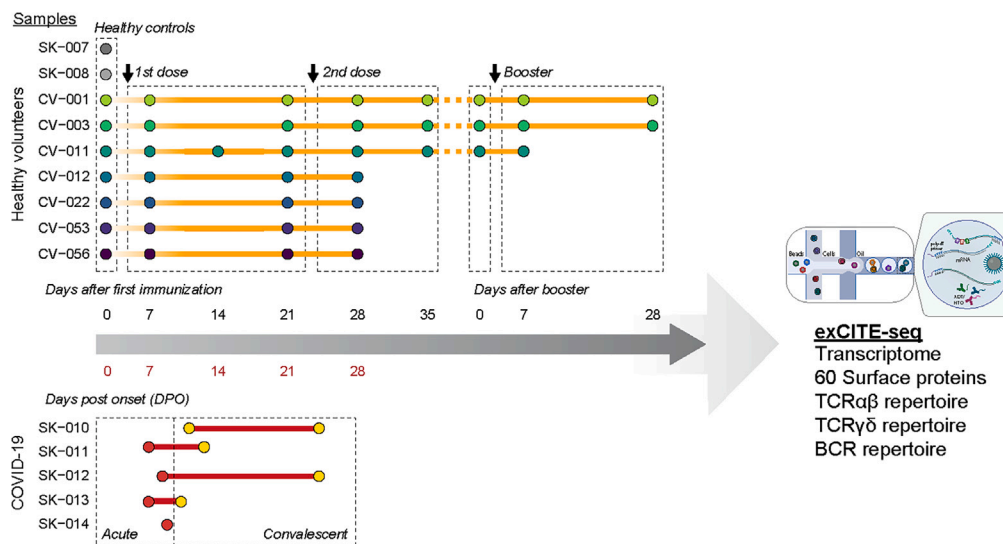 Samples
Healthy controls
SK-007
SK-008
1st dose
2nd dose
Booster
CV-001
CV-003
CV-011
CV-012
CV-022
CV-053
CV-056
Healthy volunteers
Days after first immunization
Days after booster
0 7 14 21 28 35 0 7 28
0 7 14 21 28
Days post onset (DPO)
SK-010
SK-011
SK-012
SK-013
SK-014
COVID-19
Acute
Convalescent
Beads
Cells
Oil
mRNA
HTO
exCITE-seq
Transcriptome
60 Surface proteins
TCRαβ repertoire
TCRγδ repertoire
BCR repertoire